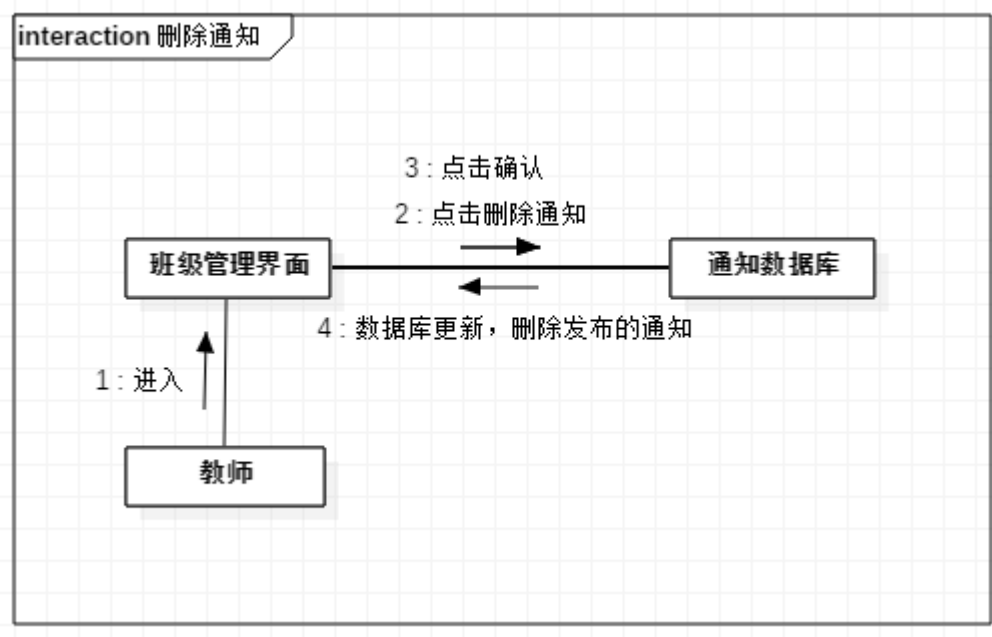 interaction 删除通知
3 : 点击确认
2 : 点击删除通知
班级管理界面
通知数据库
4 : 数据库更新，删除发布的通知
1 : 进入
教师